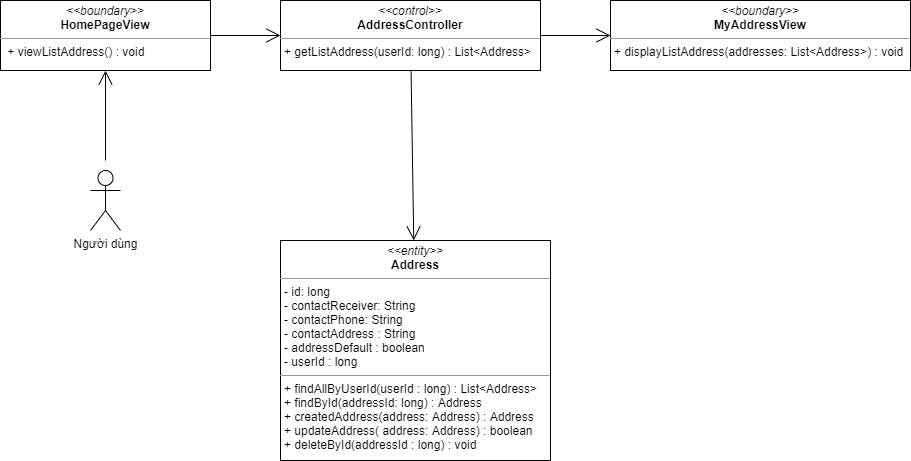 <<boundary>>
HomePageView
+ viewListAddress() : void
<<control>>
AddressController
+ getListAddress(userId: long) : List<Address>
<<boundary>>
MyAddressView
+ displayListAddress(addresses: List<Address>) : void
Người dùng
<<entity>>
Address
- id: long
- contactReceiver: String
- contactPhone: String
- contactAddress : String
- addressDefault : boolean
- userId : long
+ findAllByUserId(userId : long) : List<Address>
+ findById(addressId: long) : Address
+ createdAddress(address: Address) : Address
+ updateAddress( address: Address) : boolean
+ deleteById(addressId : long) : void